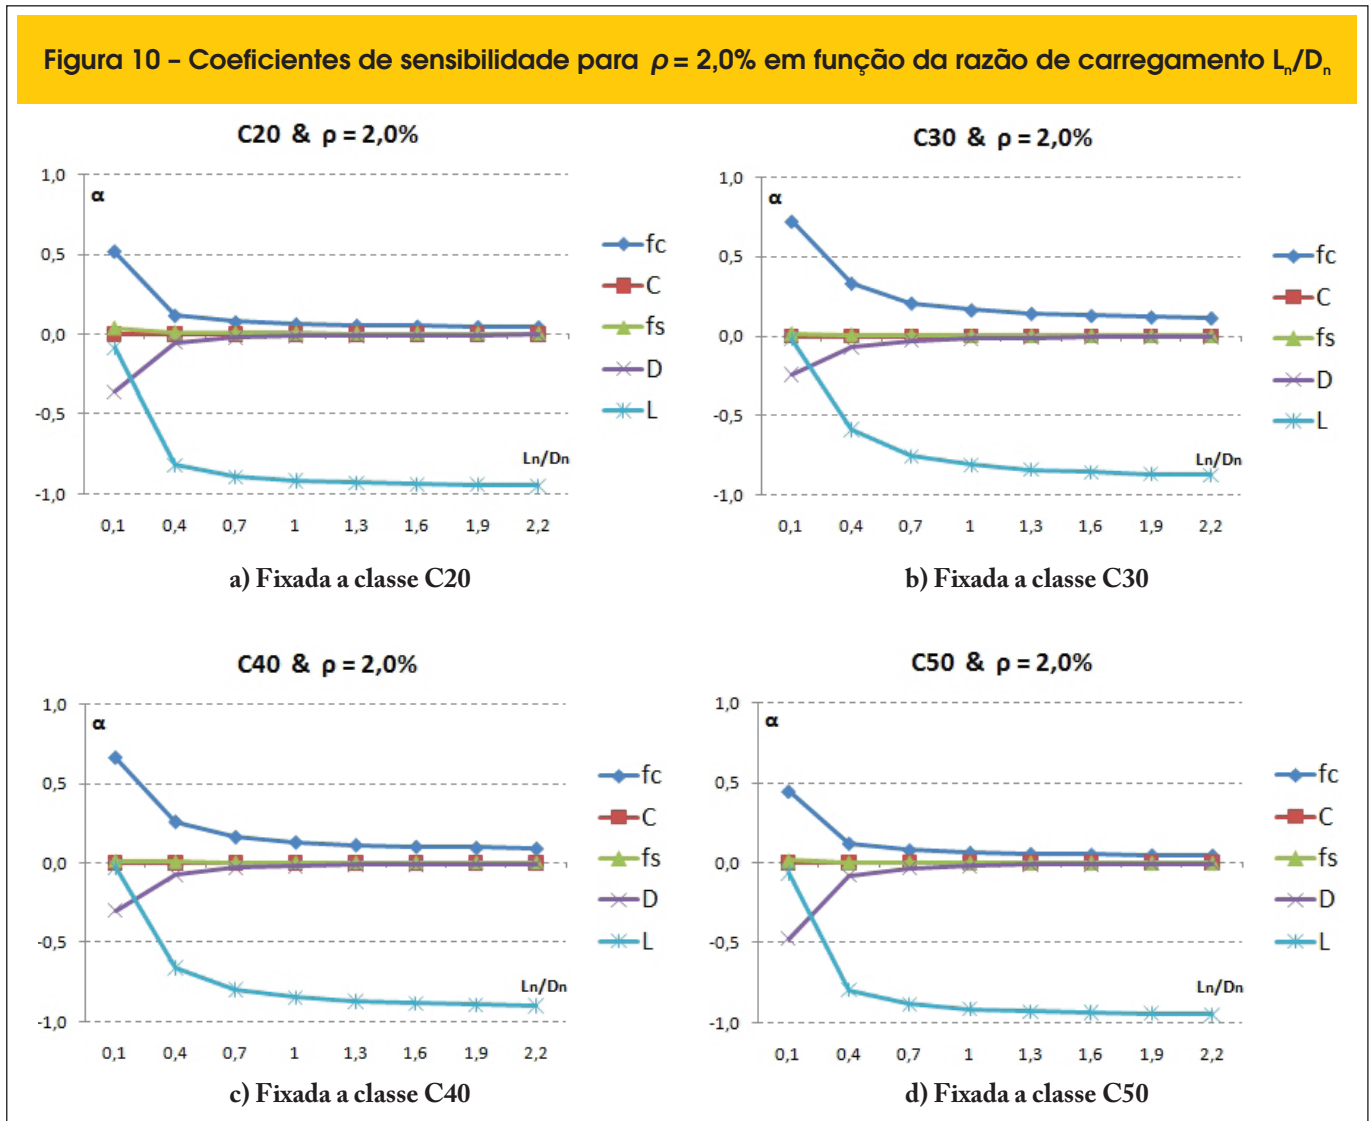 Figura 10 – Coeficientes de sensibilidade para ρ = 2,0% em função da razão de carregamento Ln/Dn
C20 & ρ = 2,0%
1,0
0,5
0,0
-0,5
-1,0
α
fc
C
fs
D
L
Ln/Dn
0,1 0,4 0,7 1 1,3 1,6 1,9 2,2
a) Fixada a classe C20
C30 & ρ = 2,0%
1,0
0,5
0,0
-0,5
-1,0
α
fc
C
fs
D
L
Ln/Dn
0,1 0,4 0,7 1 1,3 1,6 1,9 2,2
b) Fixada a classe C30
C40 & ρ = 2,0%
1,0
0,5
0,0
-0,5
-1,0
α
fc
C
fs
D
L
Ln/Dn
0,1 0,4 0,7 1 1,3 1,6 1,9 2,2
c) Fixada a classe C40
C50 & ρ = 2,0%
1,0
0,5
0,0
-0,5
-1,0
α
fc
C
fs
D
L
Ln/Dn
0,1 0,4 0,7 1 1,3 1,6 1,9 2,2
d) Fixada a classe C50